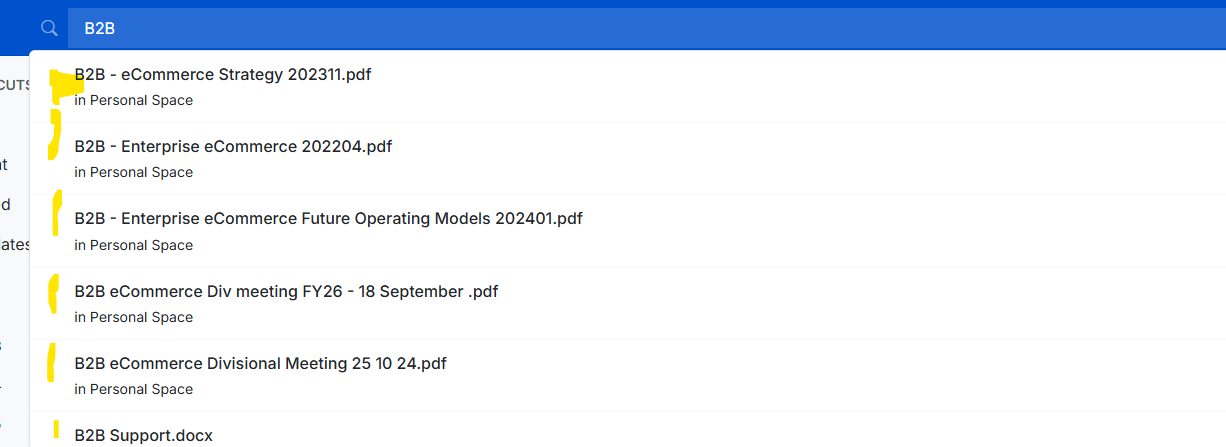 B2B
B2B - eCommerce Strategy 202311.pdf
in Personal Space
CUTS
B2B - Enterprise eCommerce 202204.pdf
in Personal Space
B2B - Enterprise eCommerce Future Operating Models 202401.pdf
in Personal Space
B2B eCommerce Div meeting FY26 - 18 September .pdf
in Personal Space
B2B eCommerce Divisional Meeting 25 10 24.pdf
in Personal Space
B2B Support.docx